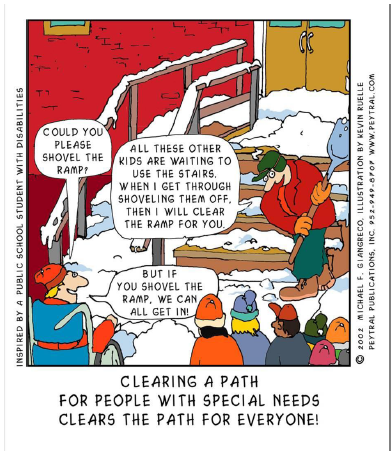 COULD YOU
PLEASE
SHOVEL THE
RAMP?
ALL THESE OTHER
KIDS ARE WAITING TO
USE THE STAIRS.
WHEN I GET THROUGH
SHOVELING THEM OFF,
THEN I WILL CLEAR
THE RAMP FOR YOU.
BUT IF
YOU SHOVEL THE
RAMP, WE CAN
ALL GET IN!
INSPIRED BY A PUBLIC SCHOOL STUDENT WITH DISABILITIES
© 2002 MICHAEL F. GIANGRECO, ILLUSTRATION BY KEVIN RUELLE
PEYTRAL PUBLICATIONS, INC. 952-949-8707 WWW.PEYTRAL.COM
CLEARING A PATH
FOR PEOPLE WITH SPECIAL NEEDS
CLEARS THE PATH FOR EVERYONE!